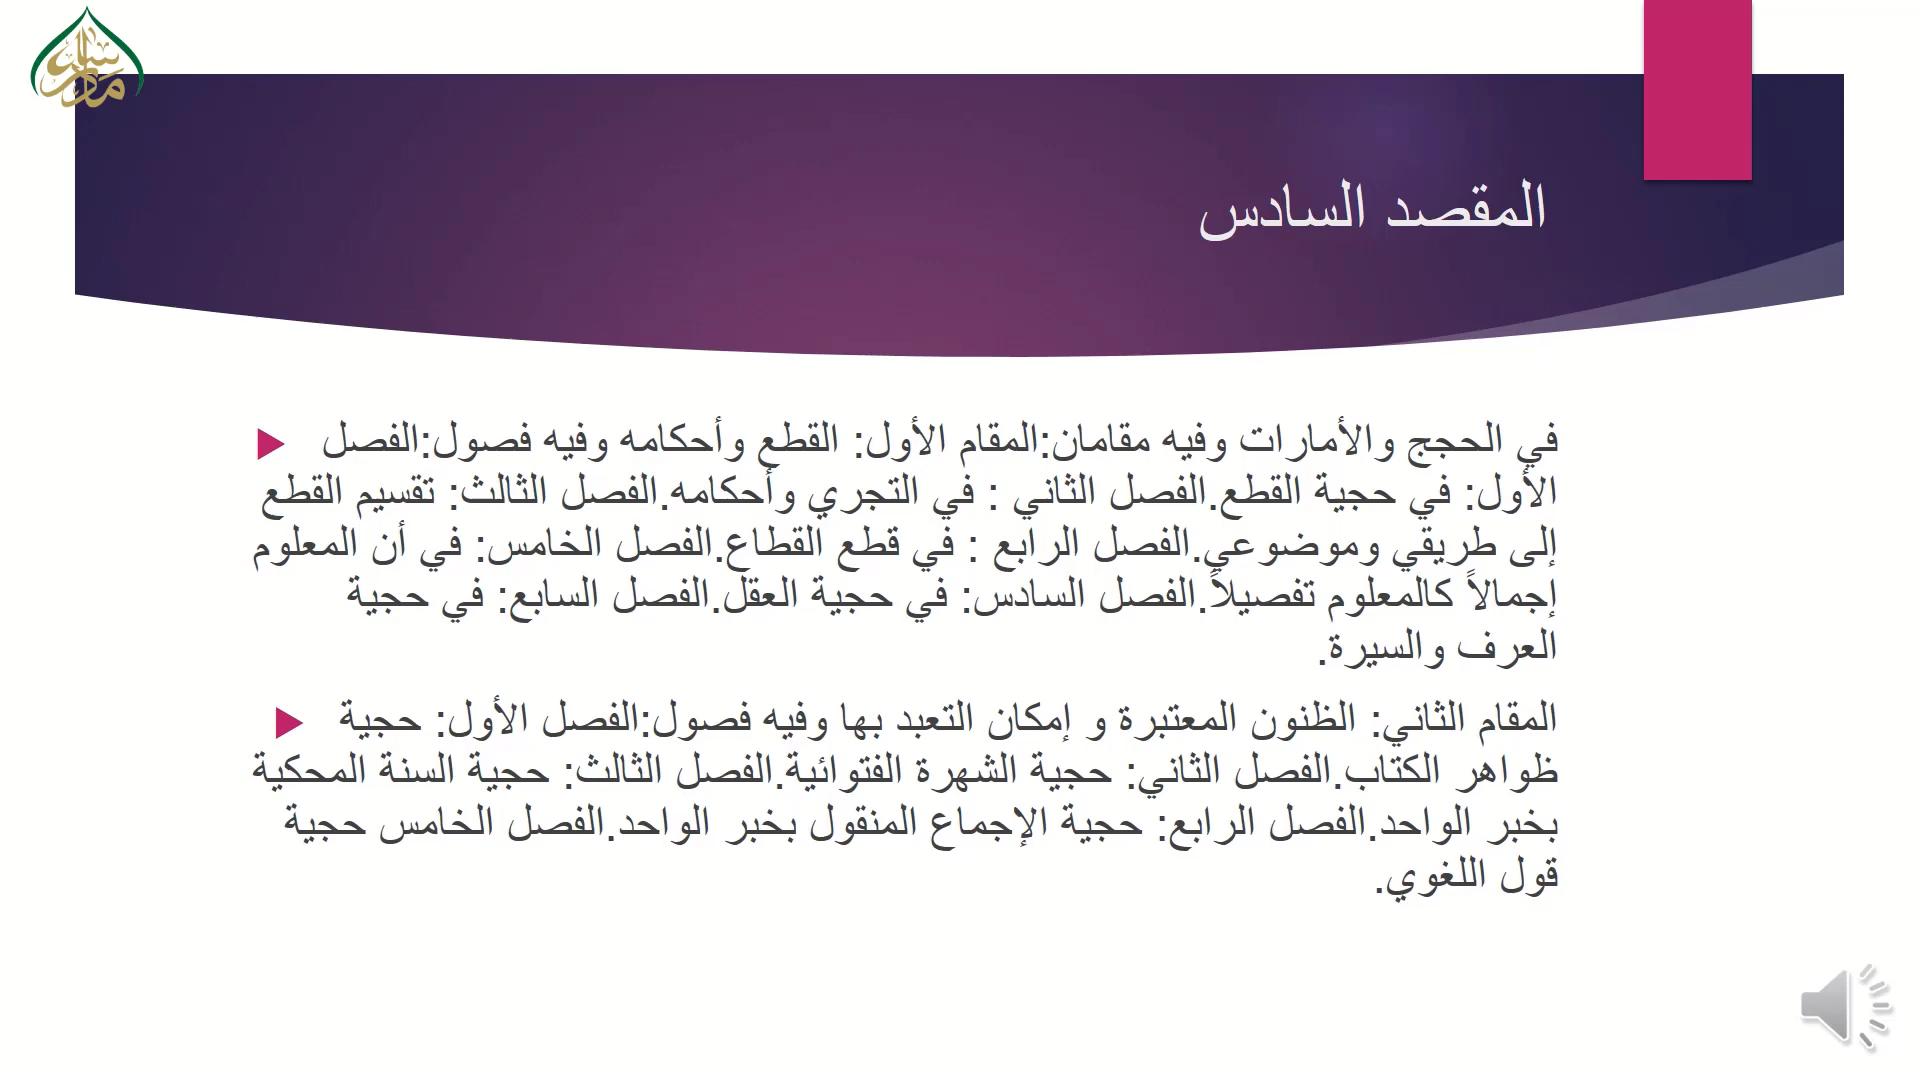 المقصد السادس
في الحجج والأمارات وفيه مقامان:المقام الأول: القطع وأحكامه وفيه فصول:الفصل
الأول: في حجية القطع.الفصل الثاني : في التجري وأحكامه.الفصل الثالث: تقسيم القطع
إلى طريقي وموضوعي.الفصل الرابع : في قطع القطاع.الفصل الخامس: في أن المعلوم
إجمالاً كالمعلوم تفصيلاً.الفصل السادس: في حجية العقل.الفصل السابع: في حجية
العرف والسيرة.
المقام الثاني: الظنون المعتبرة و إمكان التعبد بها وفيه فصول:الفصل الأول: حجية
ظواهر الكتاب.الفصل الثاني: حجية الشهرة الفتوائية.الفصل الثالث: حجية السنة المحكية
بخبر الواحد.الفصل الرابع: حجية الإجماع المنقول بخبر الواحد.الفصل الخامس حجية
قول اللغوي.